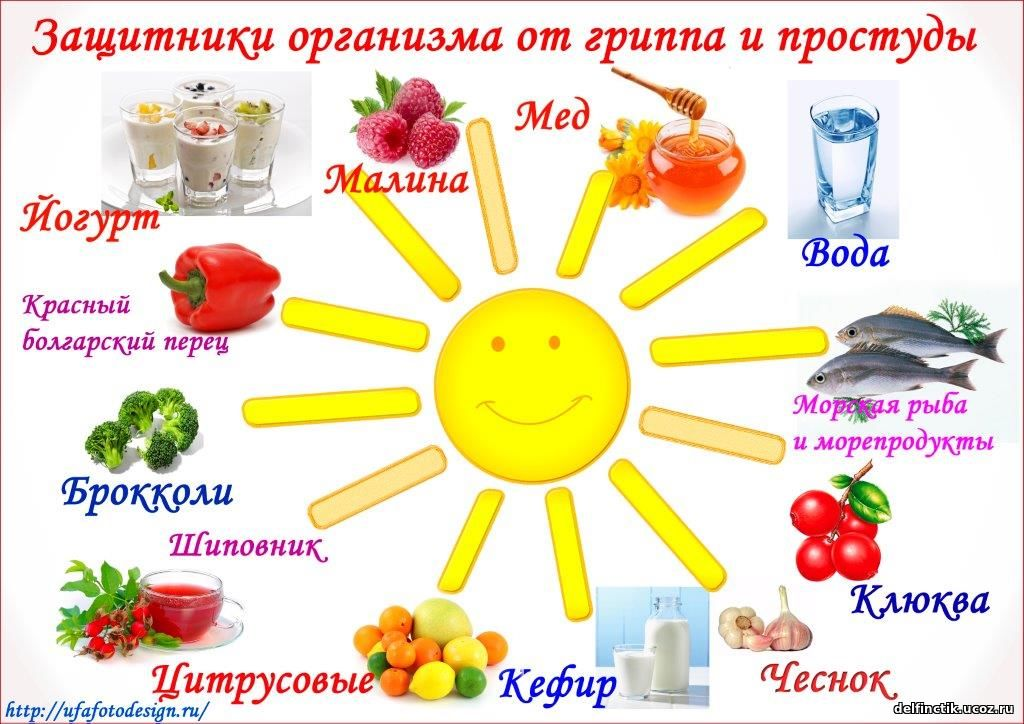 Защитники организма от гриппа и простуды
Йогурт
Малина
Мед
Вода
Красный
болгарский перец
Морская рыба
и морепродукты
Брокколи
Шиповник
Клюква
Цитрусовые
Кефир
Чеснок
http://ufafotodesign.ru/
delfinctik.ucoz.ru